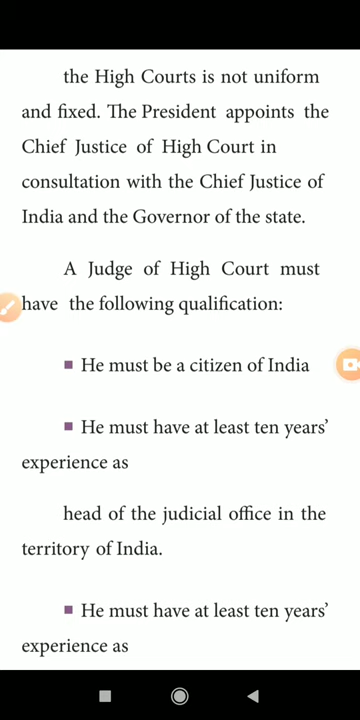 the High Courts is not uniform
and fixed. The President appoints the
Chief Justice of High Court in
consultation with the Chief Justice of
India and the Governor of the state.
A Judge of High Court must
have the following qualification:
■ He must be a citizen of India
■ He must have at least ten years’
experience as
head of the judicial office in the
territory of India.
■ He must have at least ten years’
experience as